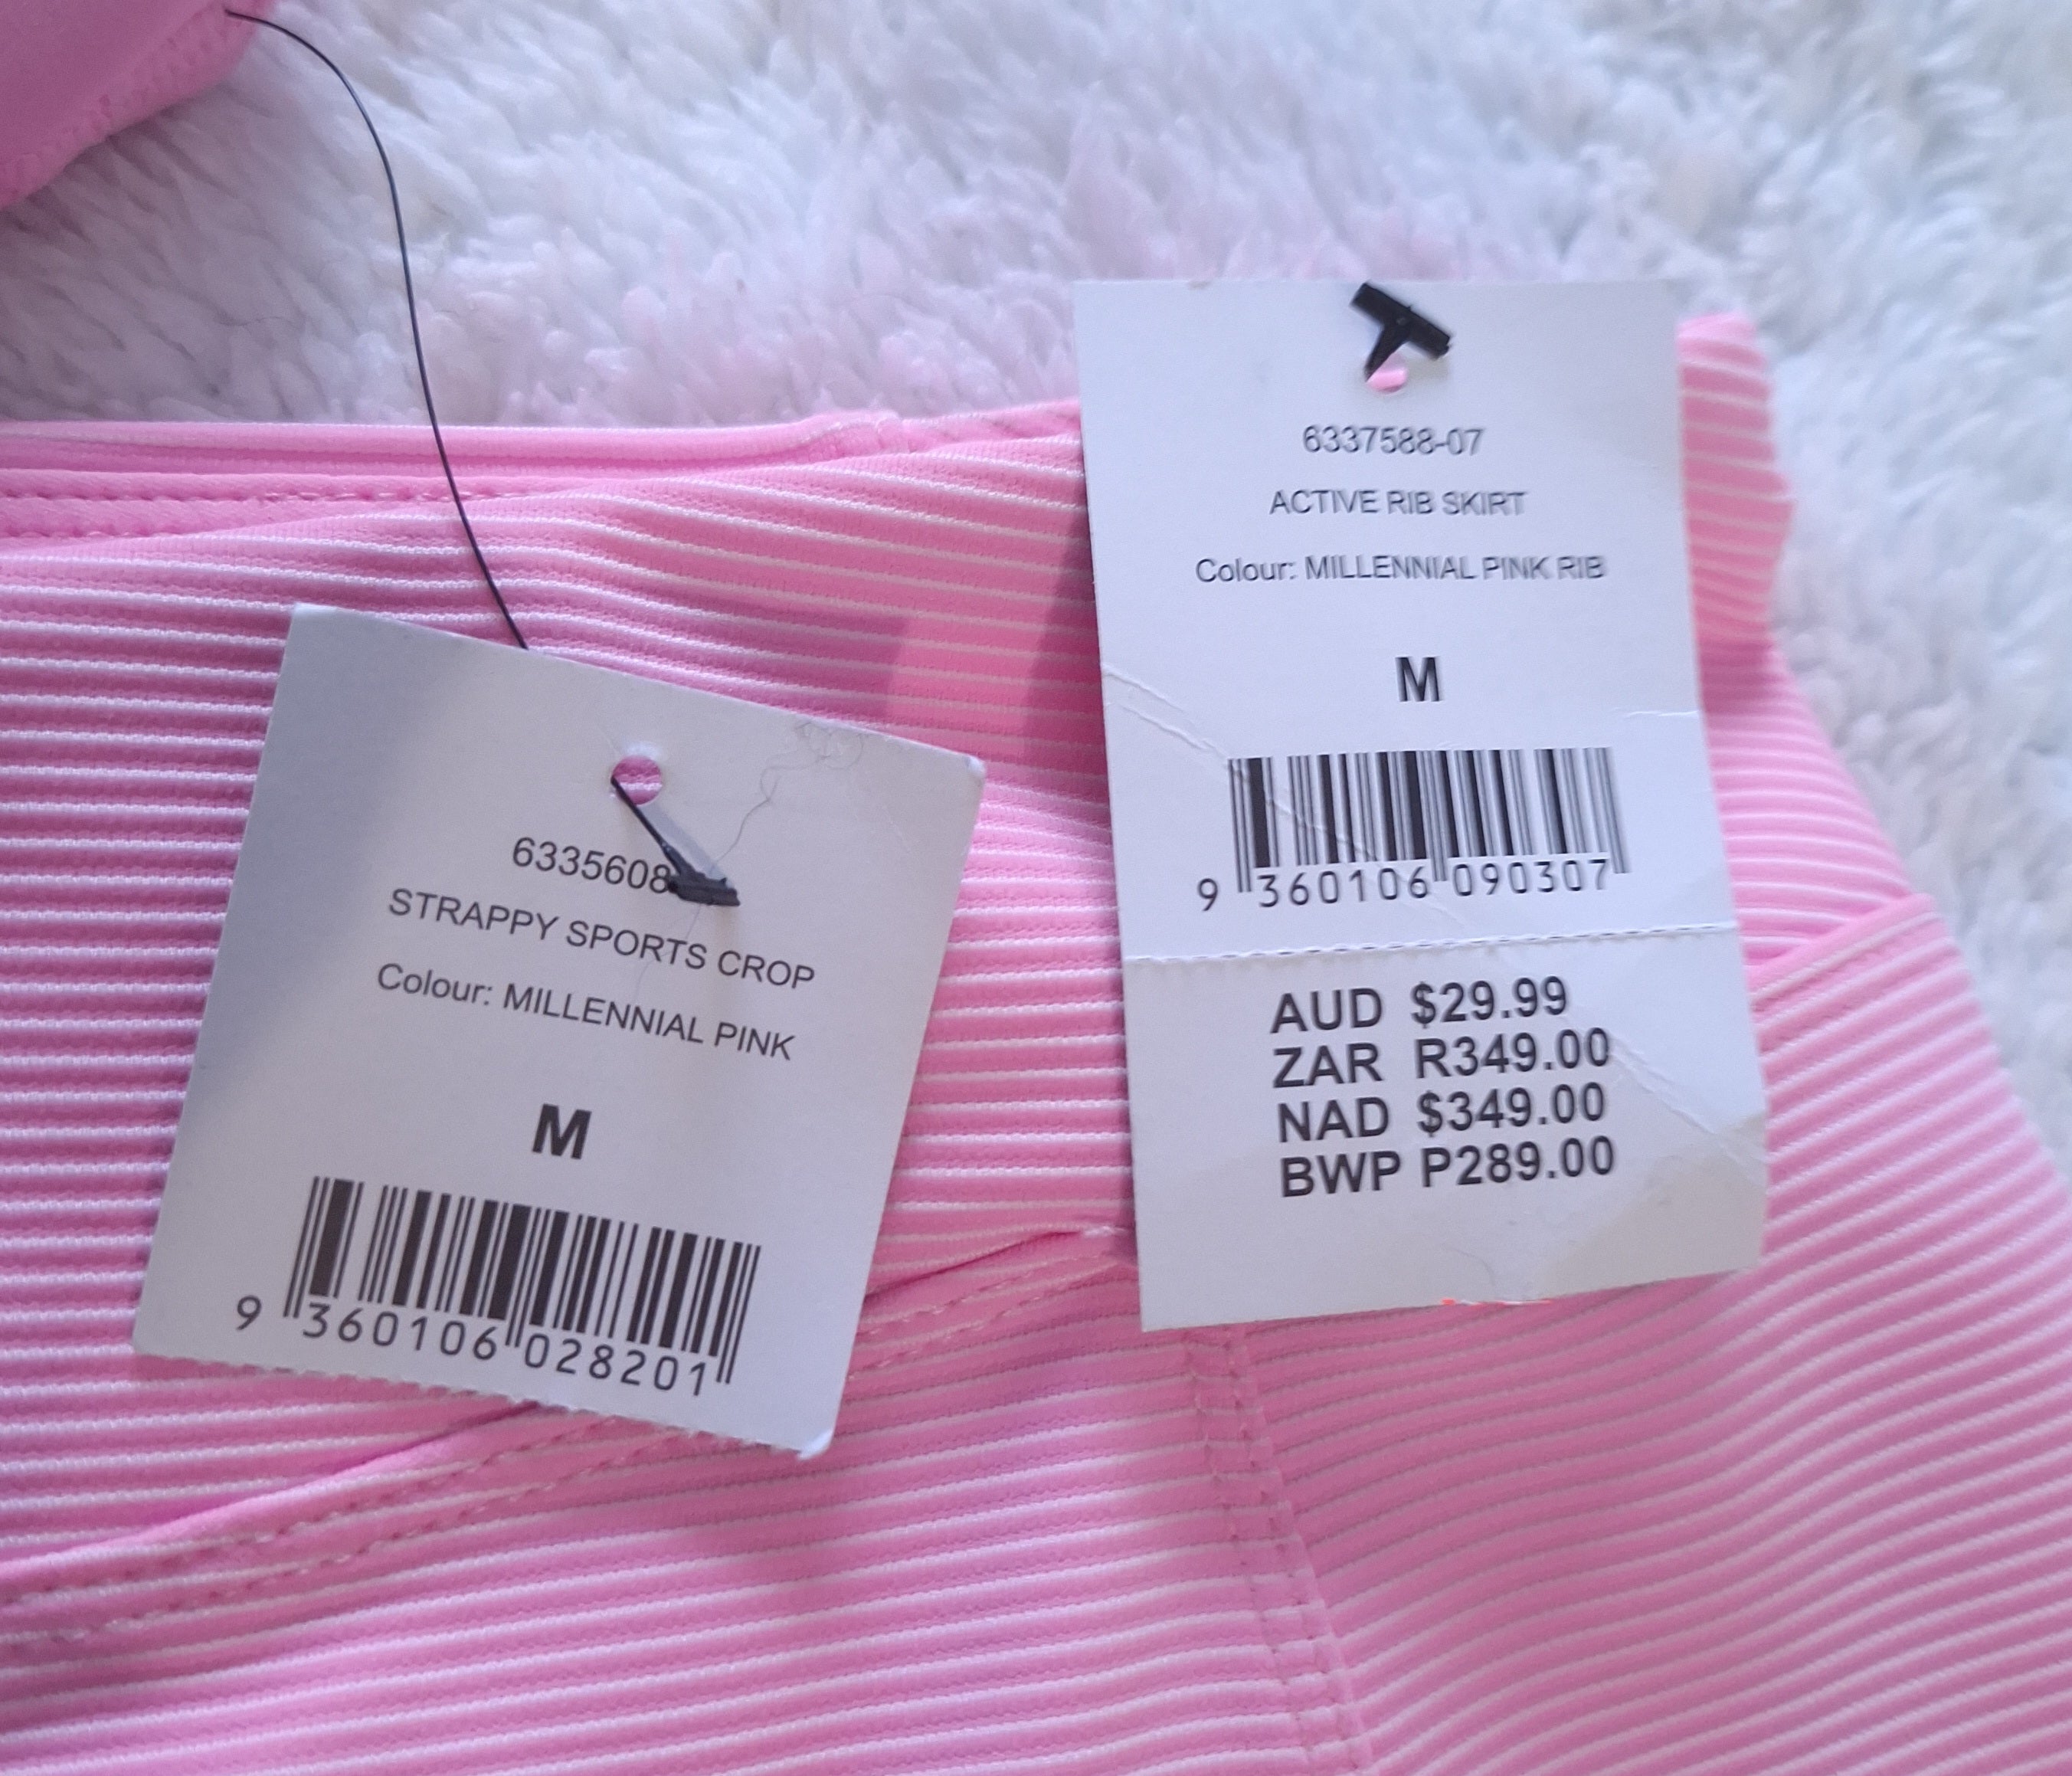 6335608
STRAPPY SPORTS CROP
Colour: MILLENNIAL PINK
M
9 360106 028201
6337588-07
ACTIVE RIB SKIRT
Colour: MILLENNIAL PINK RIB
M
9 360106 090307
AUD $29.99
ZAR R349.00
NAD $349.00
BWP P289.00